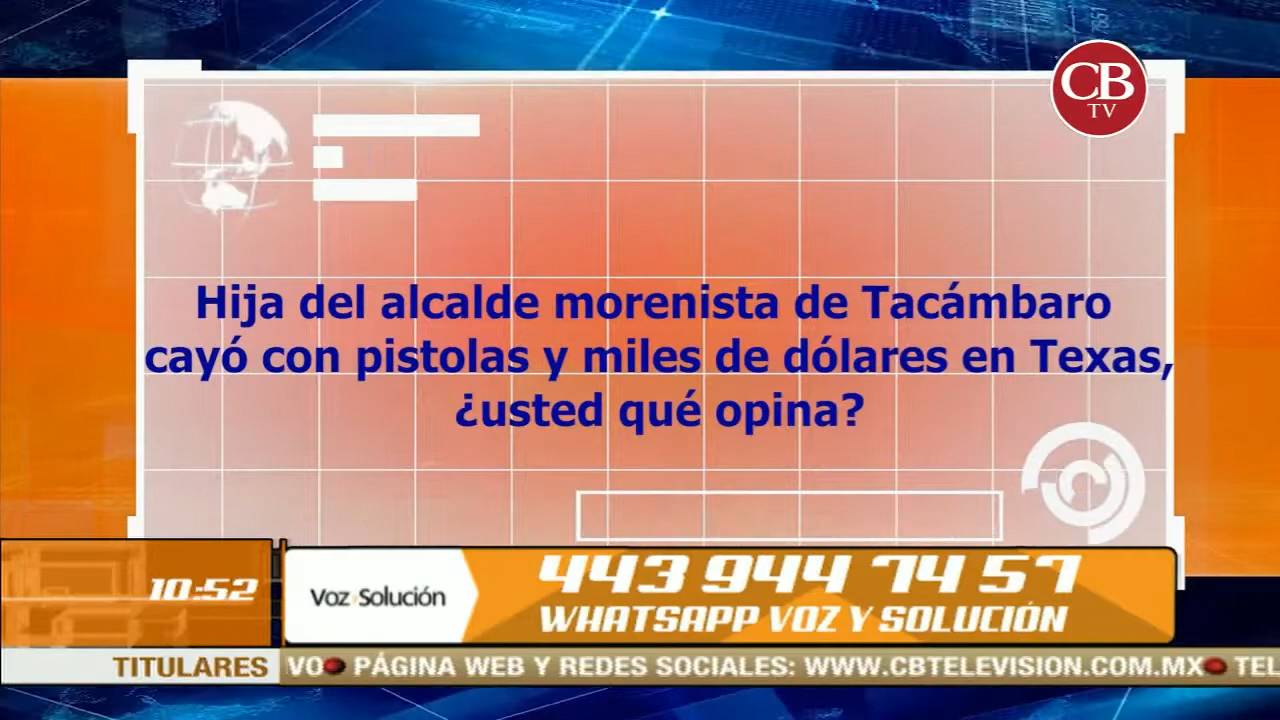 CB
TV
Hija del alcalde morenista de Tacámbaro
cayó con pistolas y miles de dólares en Texas,
¿usted qué opina?
10:52
Voz y Solución
443 944 74 57
WHATSAPP VOZ Y SOLUCIÓN
TITULARES
VO PÁGINA WEB Y REDES SOCIALES: WWW.CBTELEVISION.COM.MX TEL